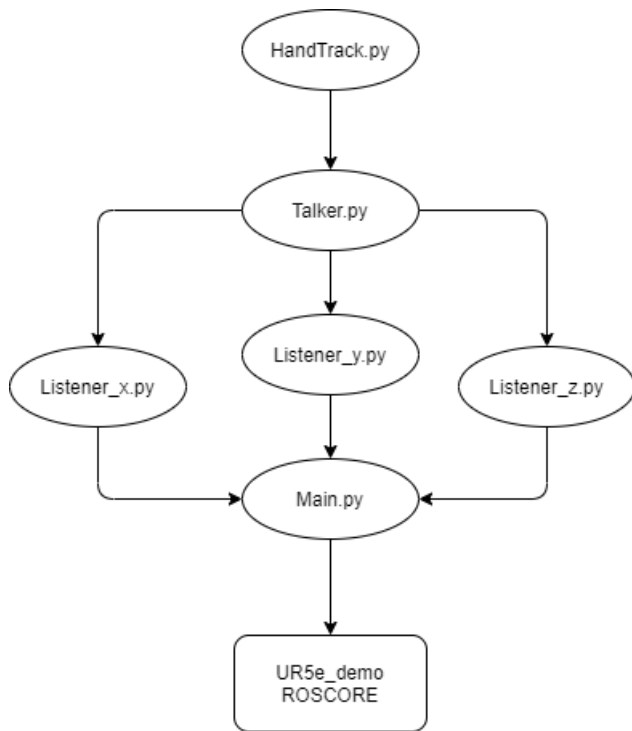 HandTrack.py
Talker.py
Listener_y.py
Listener_x.py
Listener_z.py
Main.py
UR5e_demo
ROSCORE